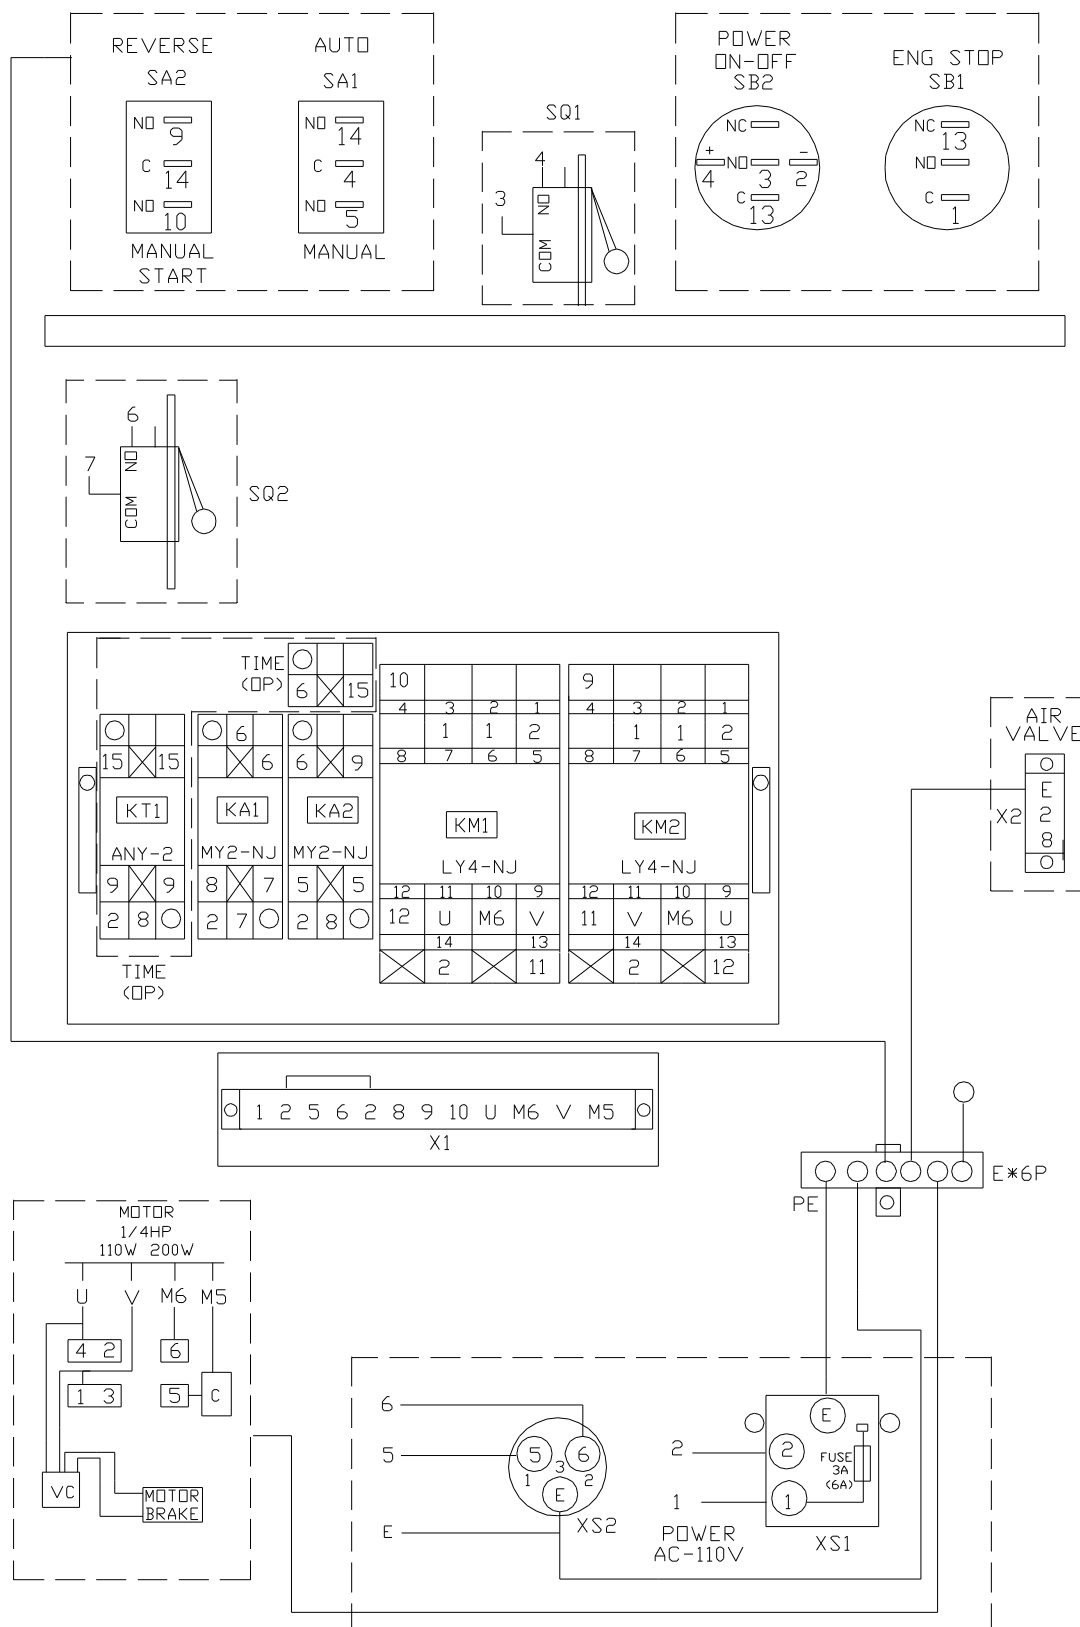 REVERSE AUTO
SA2 SA1
NO 9
C 14
NO 10
NO 14
C 4
NO 5
MANUAL
START
MANUAL
SQ1
4
3
NO
COM
POWER
ON-OFF
SB2
NC
+ NO -
4 3 2
C
13
ENG STOP
SB1
NC
13
NO
C
1
6
7
NO
COM
SQ2
TIME
(OP)
6 15
15 15
KT1
ANY-2
9 9
2 8
TIME
(OP)
6
6
KA1
MY2-NJ
8 7
2 7
6 9
KA2
MY2-NJ
5 5
2 8
10
4 3 2 1
1 1 2
8 7 6 5
KM1
LY4-NJ
12 11 10 9
12 U M6 V
14 13
2 11
9
4 3 2 1
1 1 2
8 7 6 5
KM2
LY4-NJ
12 11 10 9
11 V M6 U
14 13
2 12
AIR
VALVE
X2
E
2
8
1 2 5 6 2 8 9 10 U M6 V M5
X1
E*6P
PE
MOTOR
1/4HP
110W 200W
U V M6 M5
4 2 6
1 3 5 C
VC
MOTOR
BRAKE
6
5
E
5 6
1 3 2
E
XS2
2
1
POWER
AC-110V
E
2
1
FUSE
3A
(6A)
XS1